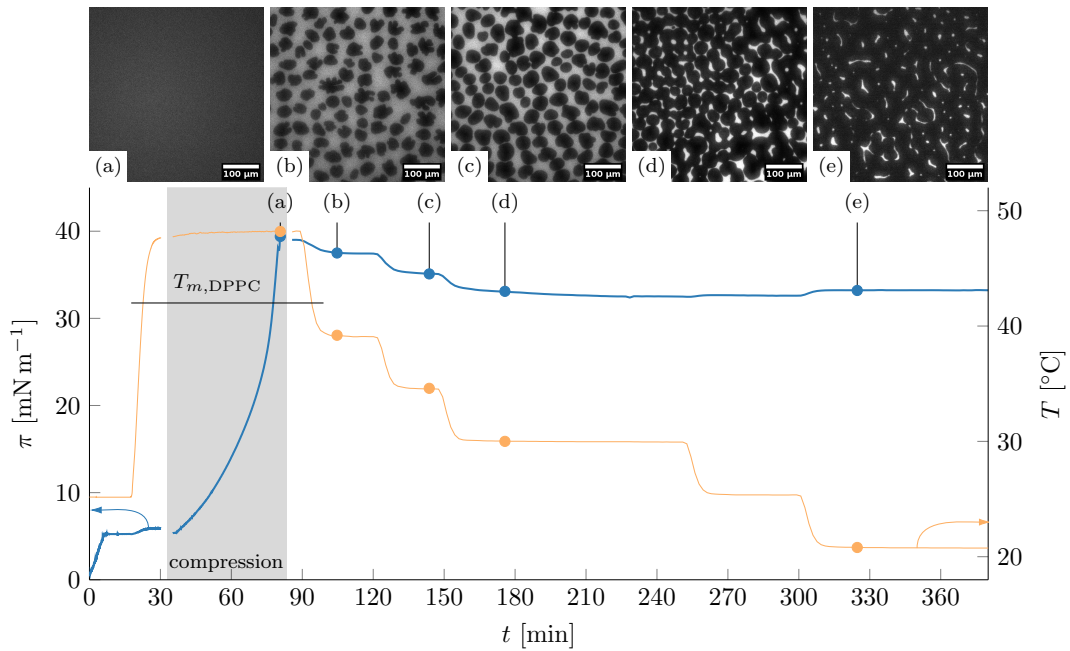 (a) (b) (c) (d) (e)
100 µm 100 µm 100 µm 100 µm 100 µm
(a) (b) (c) (d) (e)
T_{m,DPPC}
compression
π [mN m⁻¹]
0 10 20 30 40
T [°C]
20 30 40 50
0 30 60 90 120 150 180 210 240 270 300 330 360
t [min]